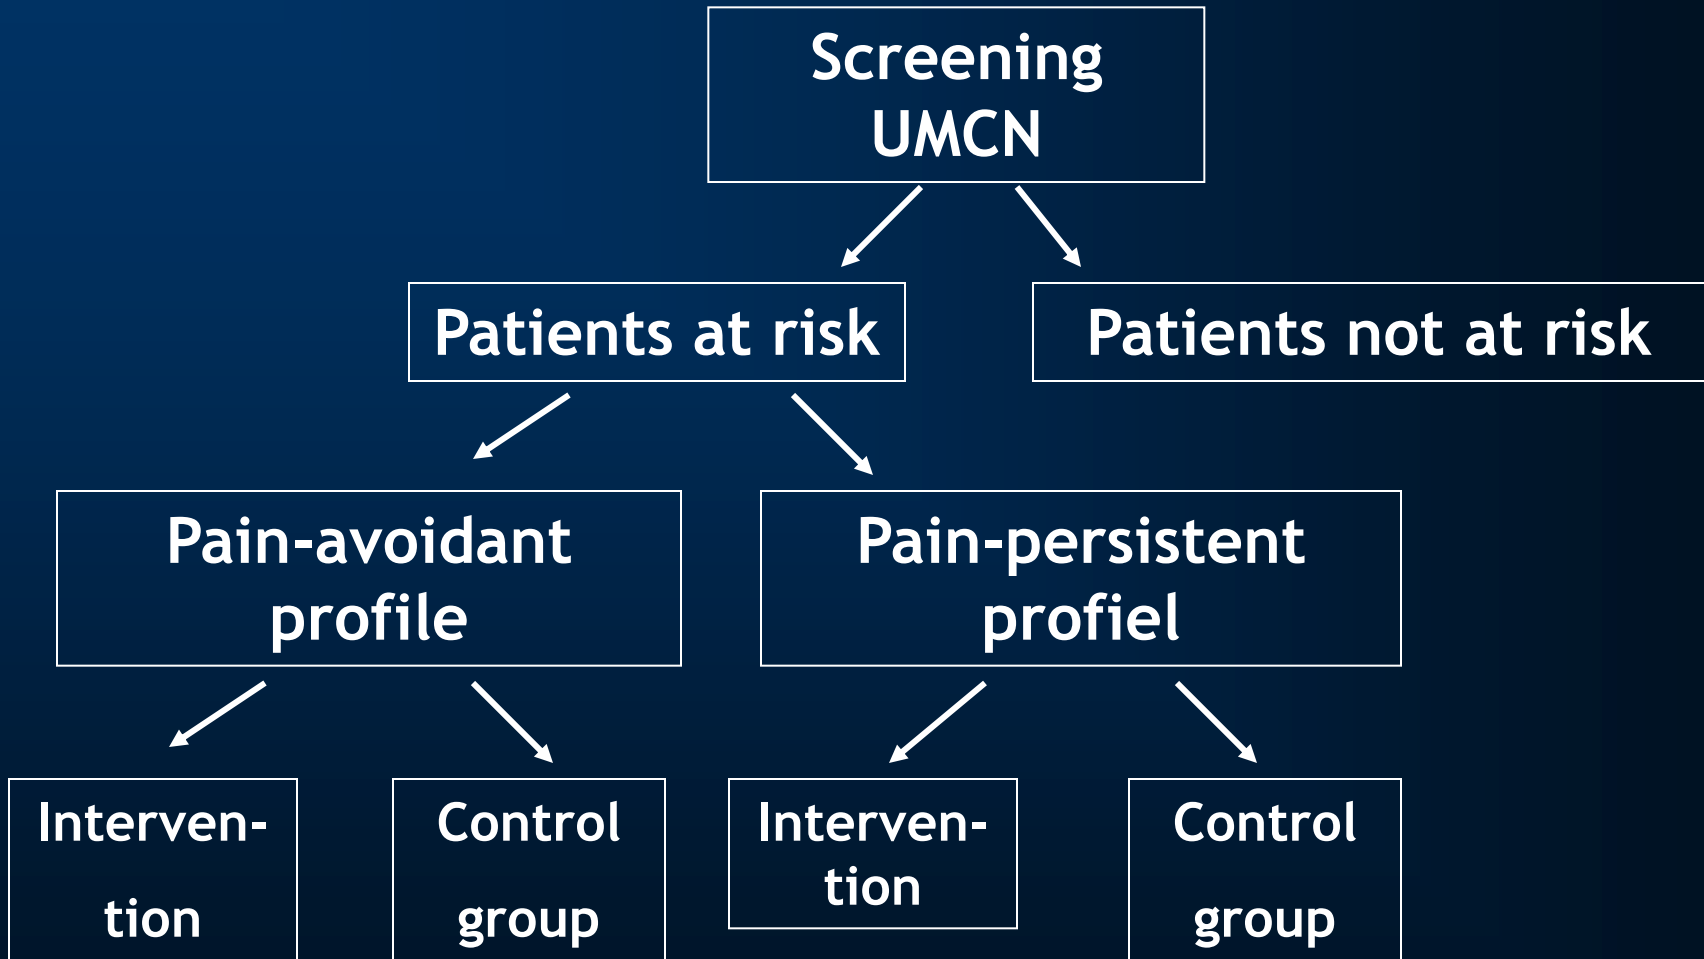 Screening
UMCN
Patients at risk
Patients not at risk
Pain-avoidant
profile
Pain-persistent
profiel
Interven-
tion
Control
group
Interven-
tion
Control
group